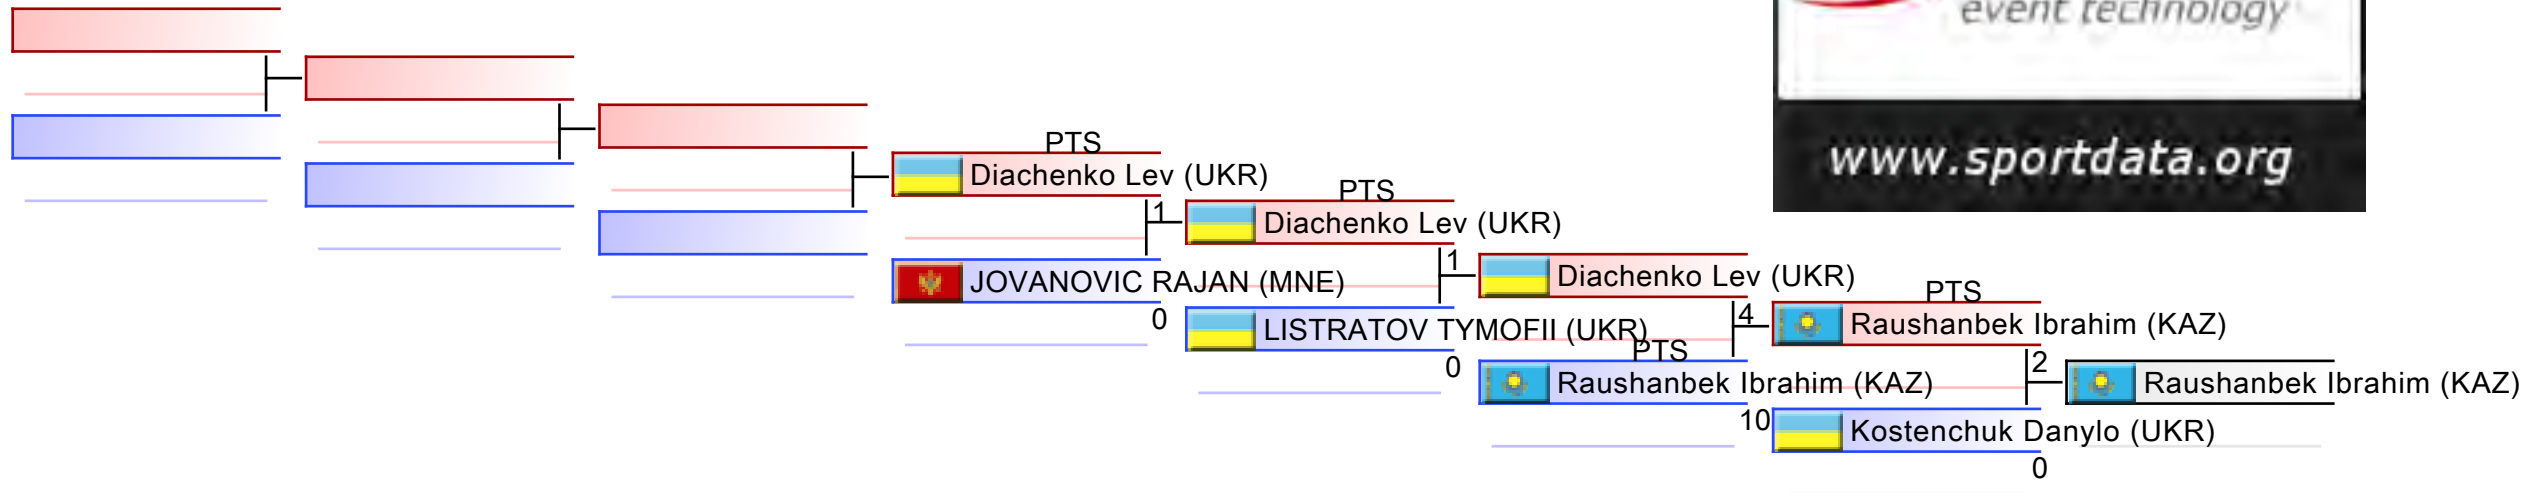 event technology
www.sportdata.org
PTS
Diachenko Lev (UKR)
1
JOVANOVIC RAJAN (MNE)
0
PTS
Diachenko Lev (UKR)
1
LISTRATOV TYMOFII (UKR)
0
Diachenko Lev (UKR)
4
PTS
Raushanbek Ibrahim (KAZ)
10
PTS
Raushanbek Ibrahim (KAZ)
2
Kostenchuk Danylo (UKR)
0
Raushanbek Ibrahim (KAZ)